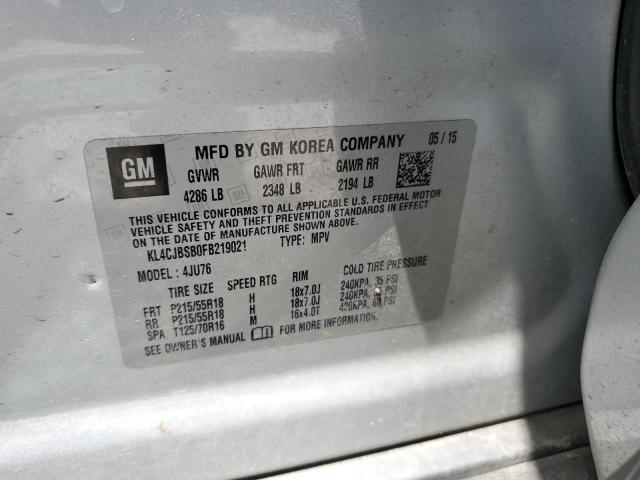 GM
MFD BY GM KOREA COMPANY 05 / 15
GVWR GAWR FRT GAWR RR
4286 LB 2348 LB 2194 LB
THIS VEHICLE CONFORMS TO ALL APPLICABLE U.S. FEDERAL MOTOR
VEHICLE SAFETY AND THEFT PREVENTION STANDARDS IN EFFECT
ON THE DATE OF MANUFACTURE SHOWN ABOVE.
KL4CJBSB0FB219021 TYPE: MPV
MODEL : 4JU76
TIRE SIZE SPEED RTG RIM COLD TIRE PRESSURE
FRT P215/55R18 H 18x7.0J 240KPA, 35 PSI
RR P215/55R18 H 18x7.0J 240KPA, PSI
SPA T125/70R16 M 16x4.0T 420KPA, PSI
SEE OWNER'S MANUAL FOR MORE INFORMATION.